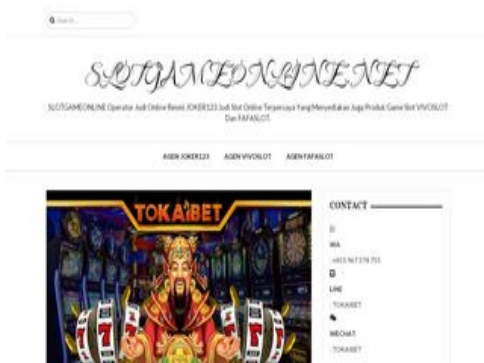 Search...
SLOTGAMEONLINE.NET
SLOTGAMEONLINE Operator Judi Online Resmi JOKER123 Judi Slot Online Terpercaya Yang Menyediakan Juga Produk Game Slot VIVOSLOT
Dan FAFASLOT.
AGEN JOKER123 AGEN VIVOSLOT AGEN FAFASLOT
TOKAIBET
CONTACT
WA
LINE
: TOKAIBET
WECHAT
: TOKAIBET